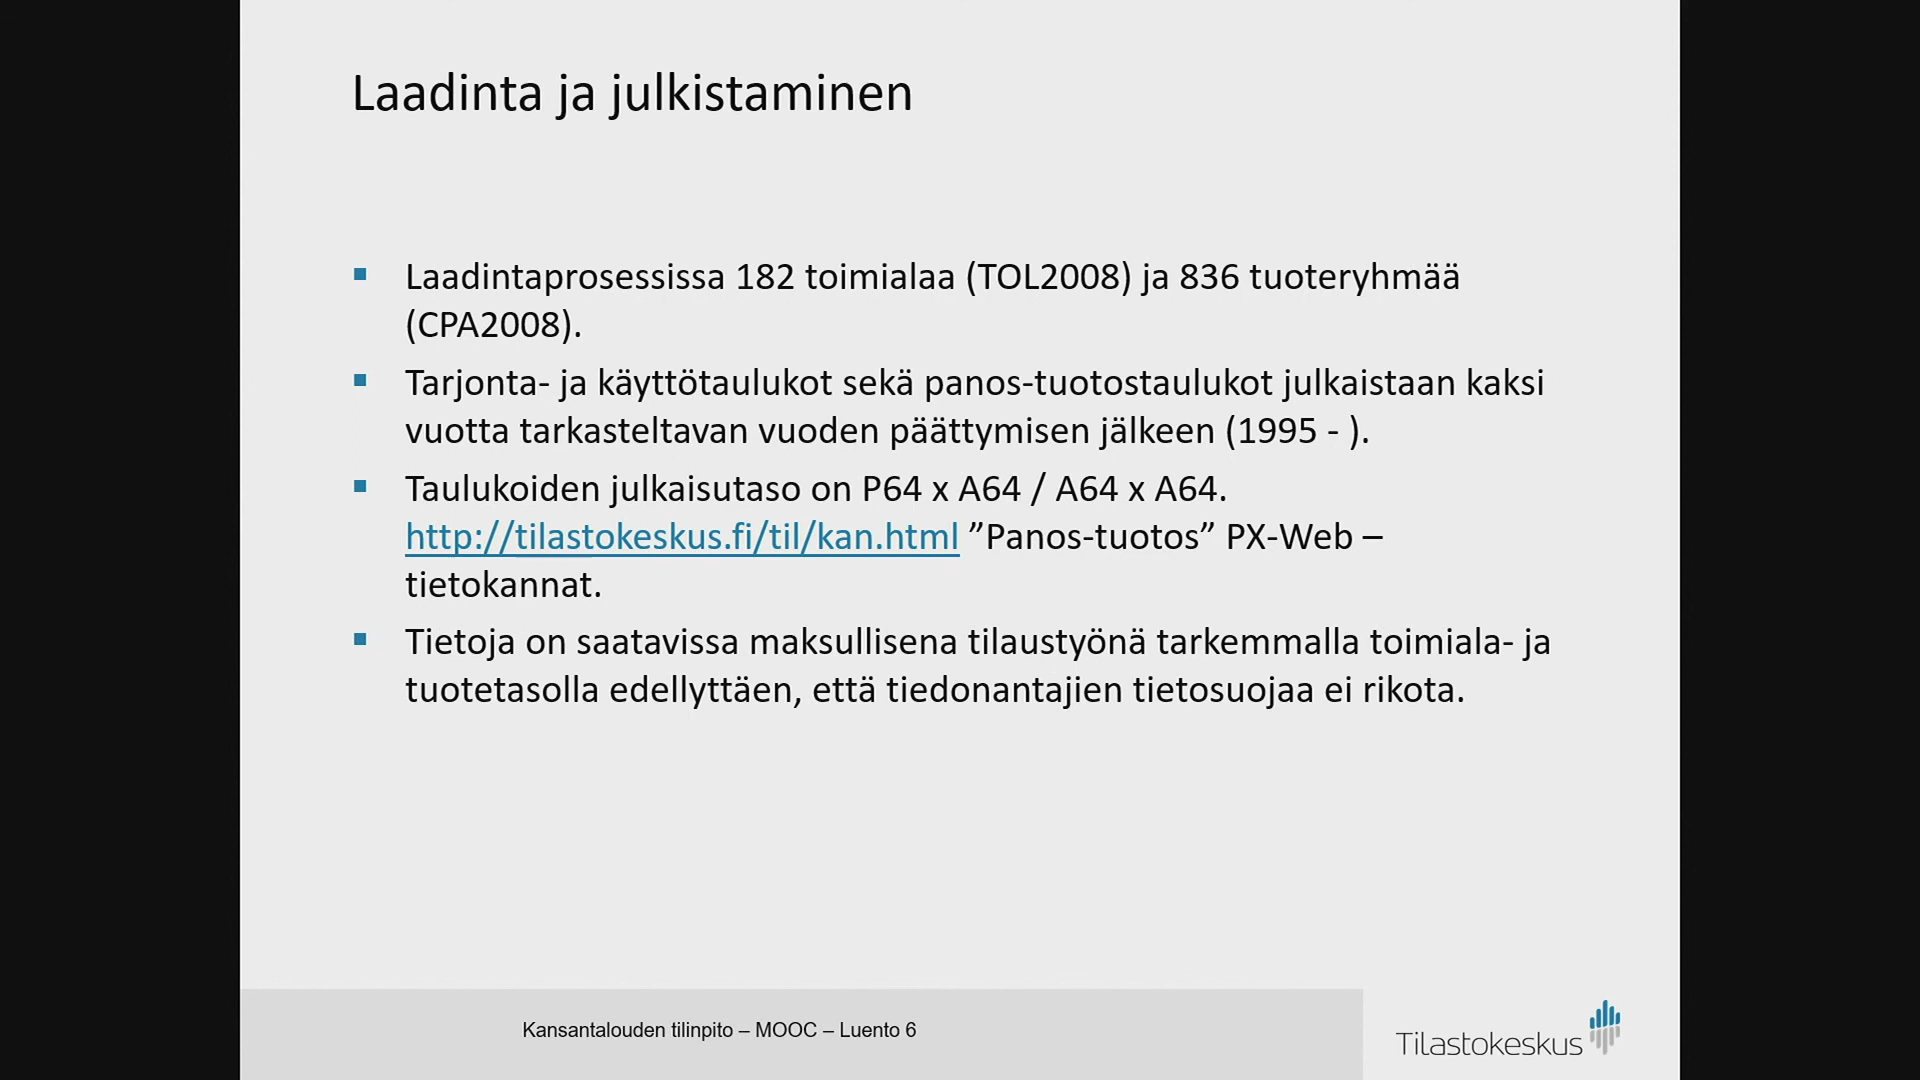 Laadinta ja julkistaminen
Laadintaprosessissa 182 toimialaa (TOL2008) ja 836 tuoteryhmää
(CPA2008).
Tarjonta- ja käyttötaulukot sekä panos-tuotostaulukot julkaistaan kaksi
vuotta tarkasteltavan vuoden päättymisen jälkeen (1995 - ).
Taulukoiden julkaisutaso on P64 x A64 / A64 x A64.
http://tilastokeskus.fi/til/kan.html ”Panos-tuotos” PX-Web –
tietokannat.
Tietoja on saatavissa maksullisena tilaustyönä tarkemmalla toimiala- ja
tuotetasolla edellyttäen, että tiedonantajien tietosuojaa ei rikota.
Kansantalouden tilinpito – MOOC – Luento 6
Tilastokeskus